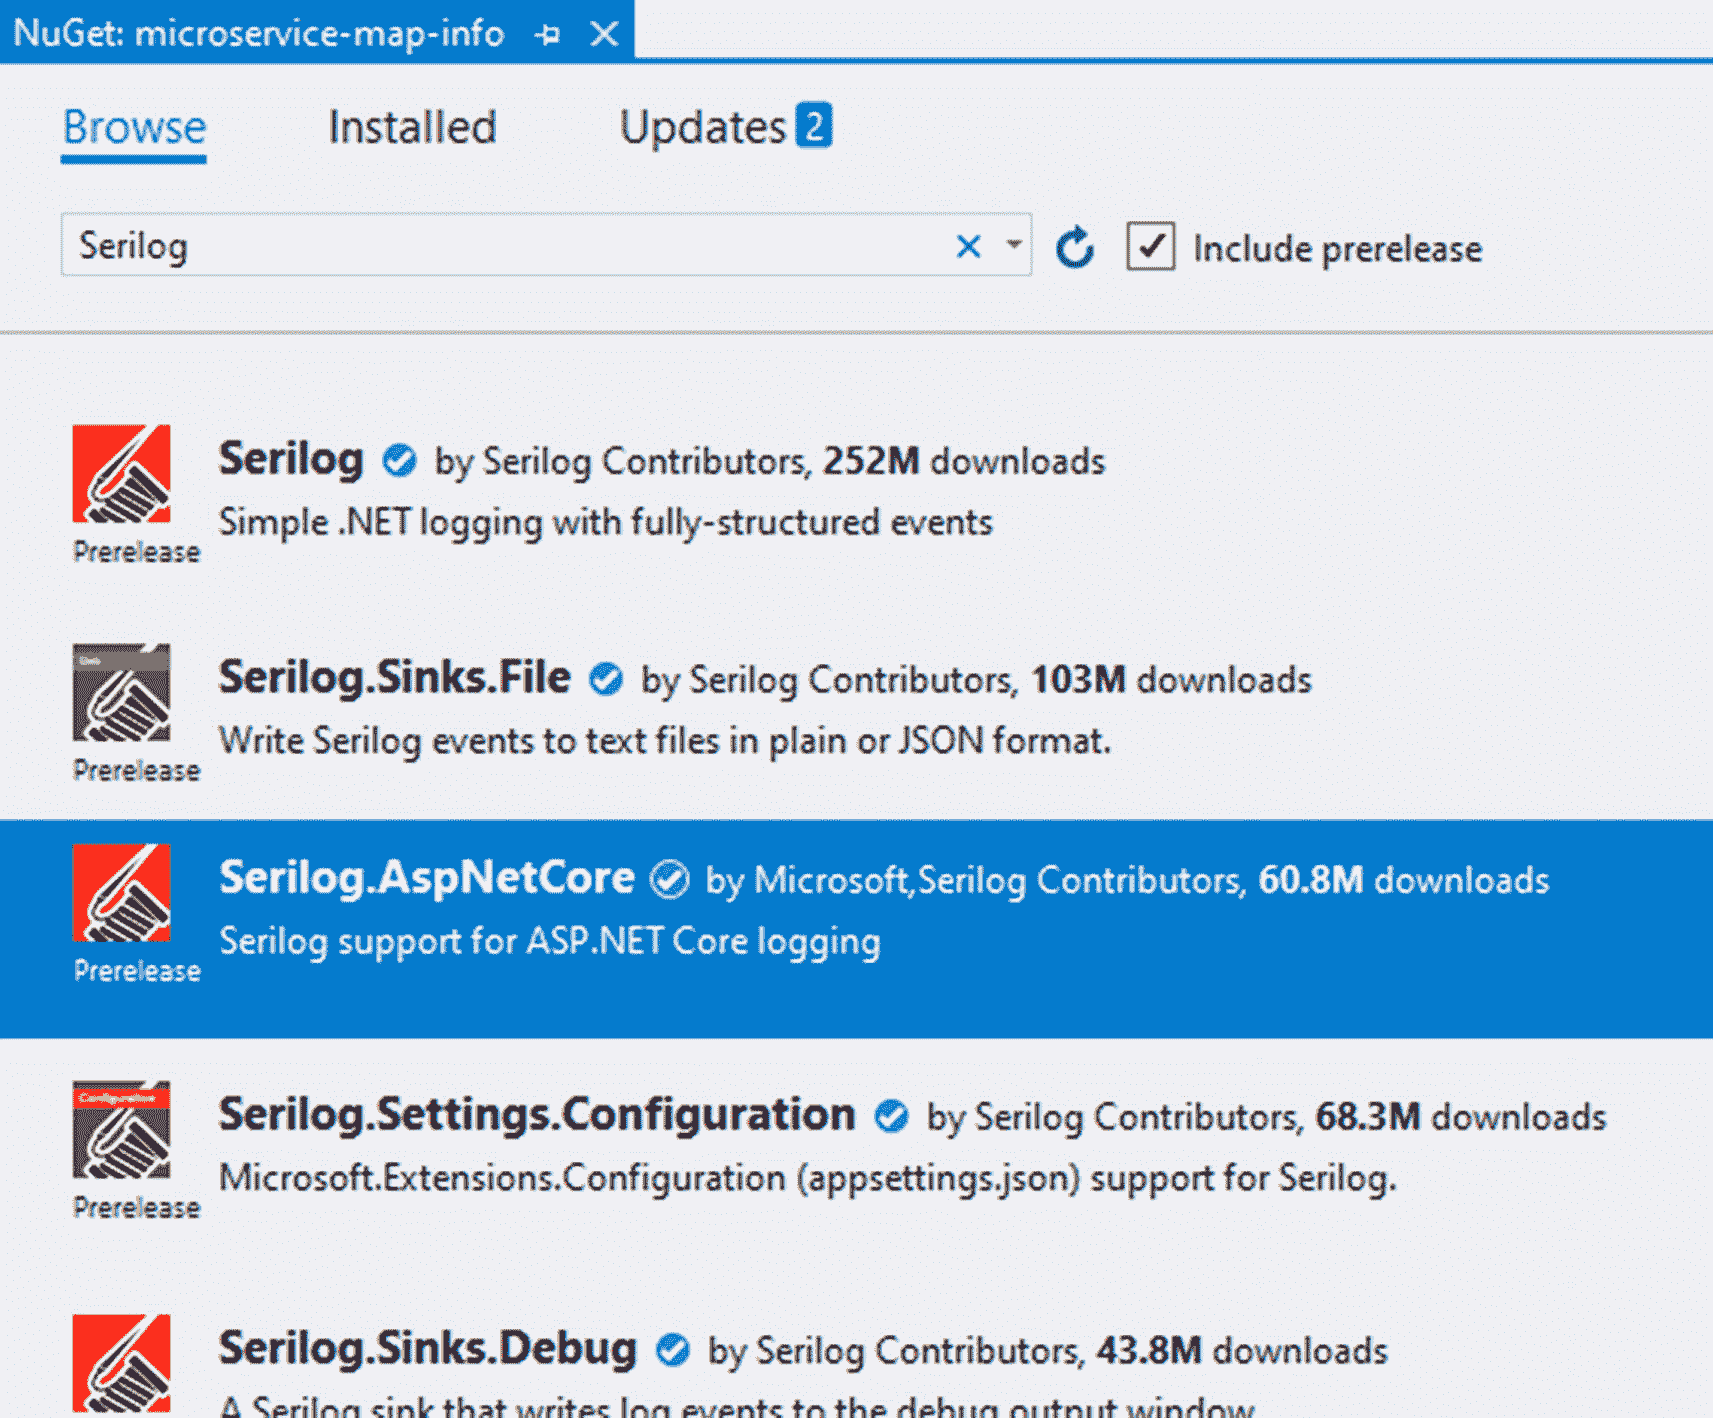 NuGet: microservice-map-info
Browse Installed Updates 2
Serilog Include prerelease
Serilog by Serilog Contributors, 252M downloads
Simple .NET logging with fully-structured events
Prerelease
Serilog.Sinks.File by Serilog Contributors, 103M downloads
Write Serilog events to text files in plain or JSON format.
Prerelease
Serilog.AspNetCore by Microsoft,Serilog Contributors, 60.8M downloads
Serilog support for ASP.NET Core logging
Prerelease
Configuration
Serilog.Settings.Configuration by Serilog Contributors, 68.3M downloads
Microsoft.Extensions.Configuration (appsettings.json) support for Serilog.
Prerelease
Serilog.Sinks.Debug by Serilog Contributors, 43.8M downloads
A Serilog sink that writes log events to the debug output window